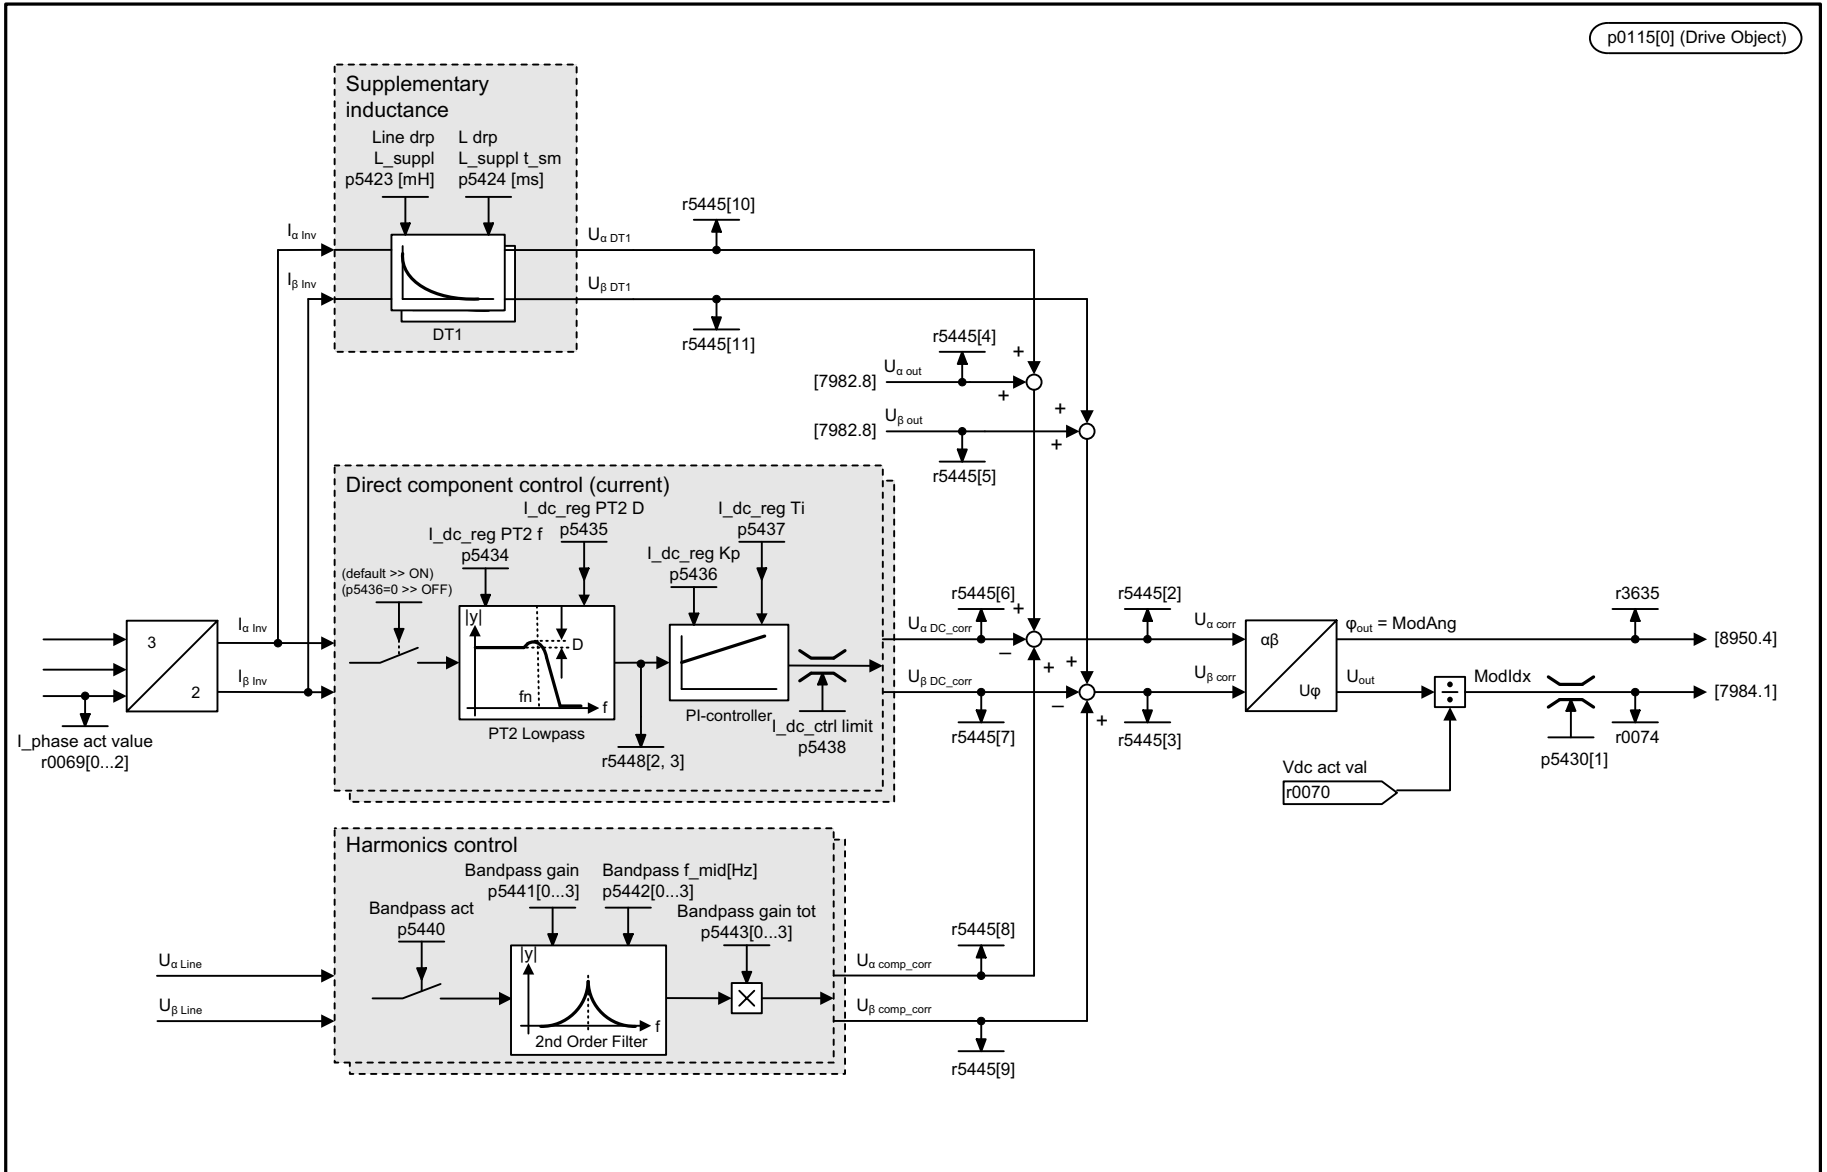 p0115[0] (Drive Object)
Supplementary
inductance
Line drp
L_suppl
p5423 [mH]
L drp
L_suppl t_sm
p5424 [ms]
DT1
Iα Inv
Iβ Inv
Uα DT1
Uβ DT1
r5445[10]
r5445[11]
r5445[4]
[7982.8]
Uα out
+
+
[7982.8]
Uβ out
+
+
r5445[5]
Direct component control (current)
I_dc_reg PT2 D
p5435
I_dc_reg PT2 f
p5434
I_dc_reg Ti
p5437
I_dc_reg Kp
p5436
(default >> ON)
(p5436=0 >> OFF)
|y|
D
fn
f
PT2 Lowpass
r5448[2, 3]
PI-controller
I_dc_ctrl limit
p5438
3
2
Iα Inv
Iβ Inv
I_phase act value
r0069[0...2]
r5445[6]
Uα DC_corr
+
–
+
Uβ DC_corr
+
–
+
r5445[7]
r5445[2]
Uα corr
Uβ corr
r5445[3]
αβ
Uφ
φout = ModAng
r3635
[8950.4]
Uout
÷
ModIdx
[7984.1]
r0074
p5430[1]
Vdc act val
r0070
Harmonics control
Bandpass gain
p5441[0...3]
Bandpass f_mid[Hz]
p5442[0...3]
Bandpass act
p5440
Bandpass gain tot
p5443[0...3]
|y|
f
2nd Order Filter
Uα Line
Uβ Line
r5445[8]
Uα comp_corr
Uβ comp_corr
r5445[9]